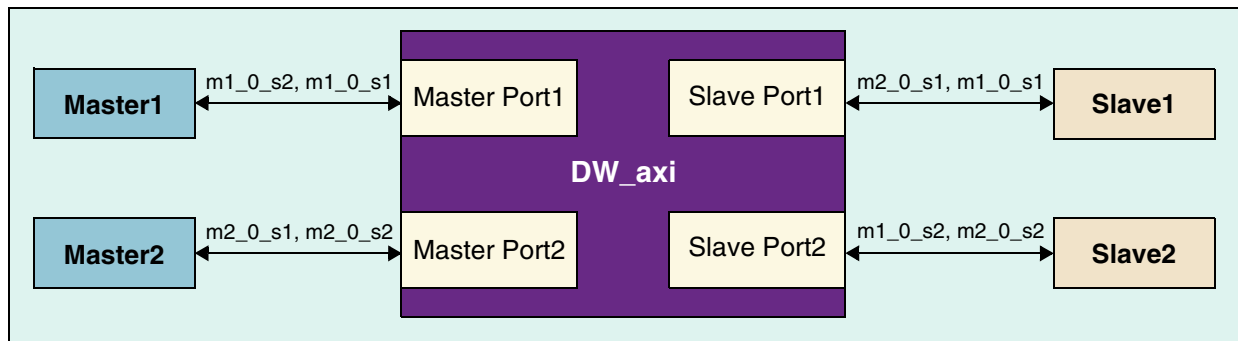 Master1
m1_0_s2, m1_0_s1
Master Port1
Slave Port1
m2_0_s1, m1_0_s1
Slave1
DW_axi
Master2
m2_0_s1, m2_0_s2
Master Port2
Slave Port2
m1_0_s2, m2_0_s2
Slave2